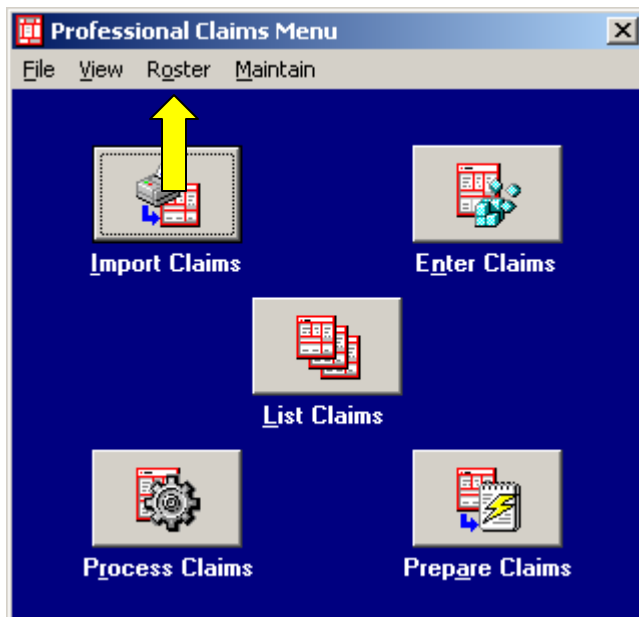 Professional Claims Menu
File View Roster Maintain
Import Claims
Enter Claims
List Claims
Process Claims
Prepare Claims